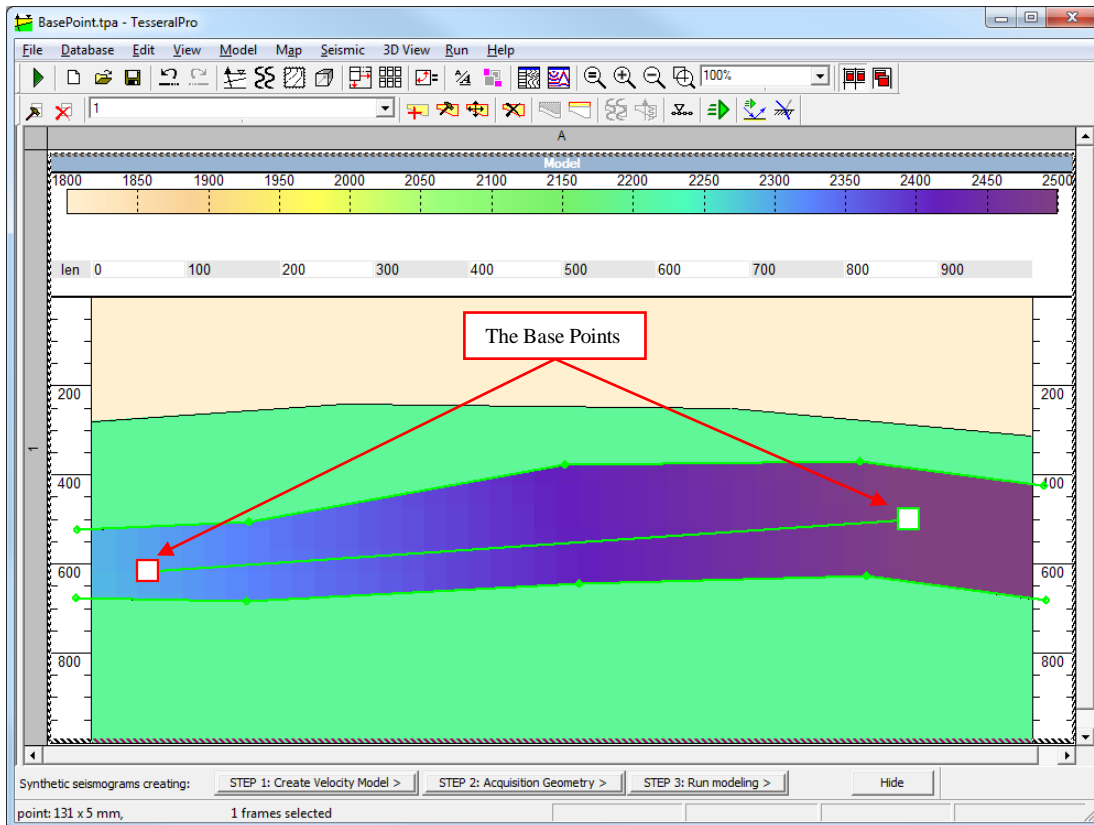 BasePoint.tpa - TesseralPro
File Database Edit View Model Map Seismic 3D View Run Help
100%
1
A
Model
1800 1850 1900 1950 2000 2050 2100 2150 2200 2250 2300 2350 2400 2450 2500
len 0 100 200 300 400 500 600 700 800 900
The Base Points
200 200
400 400
1
600 600
800 800
Synthetic seismograms creating: STEP 1: Create Velocity Model > STEP 2: Acquisition Geometry > STEP 3: Run modeling > Hide
point: 131 x 5 mm, 1 frames selected